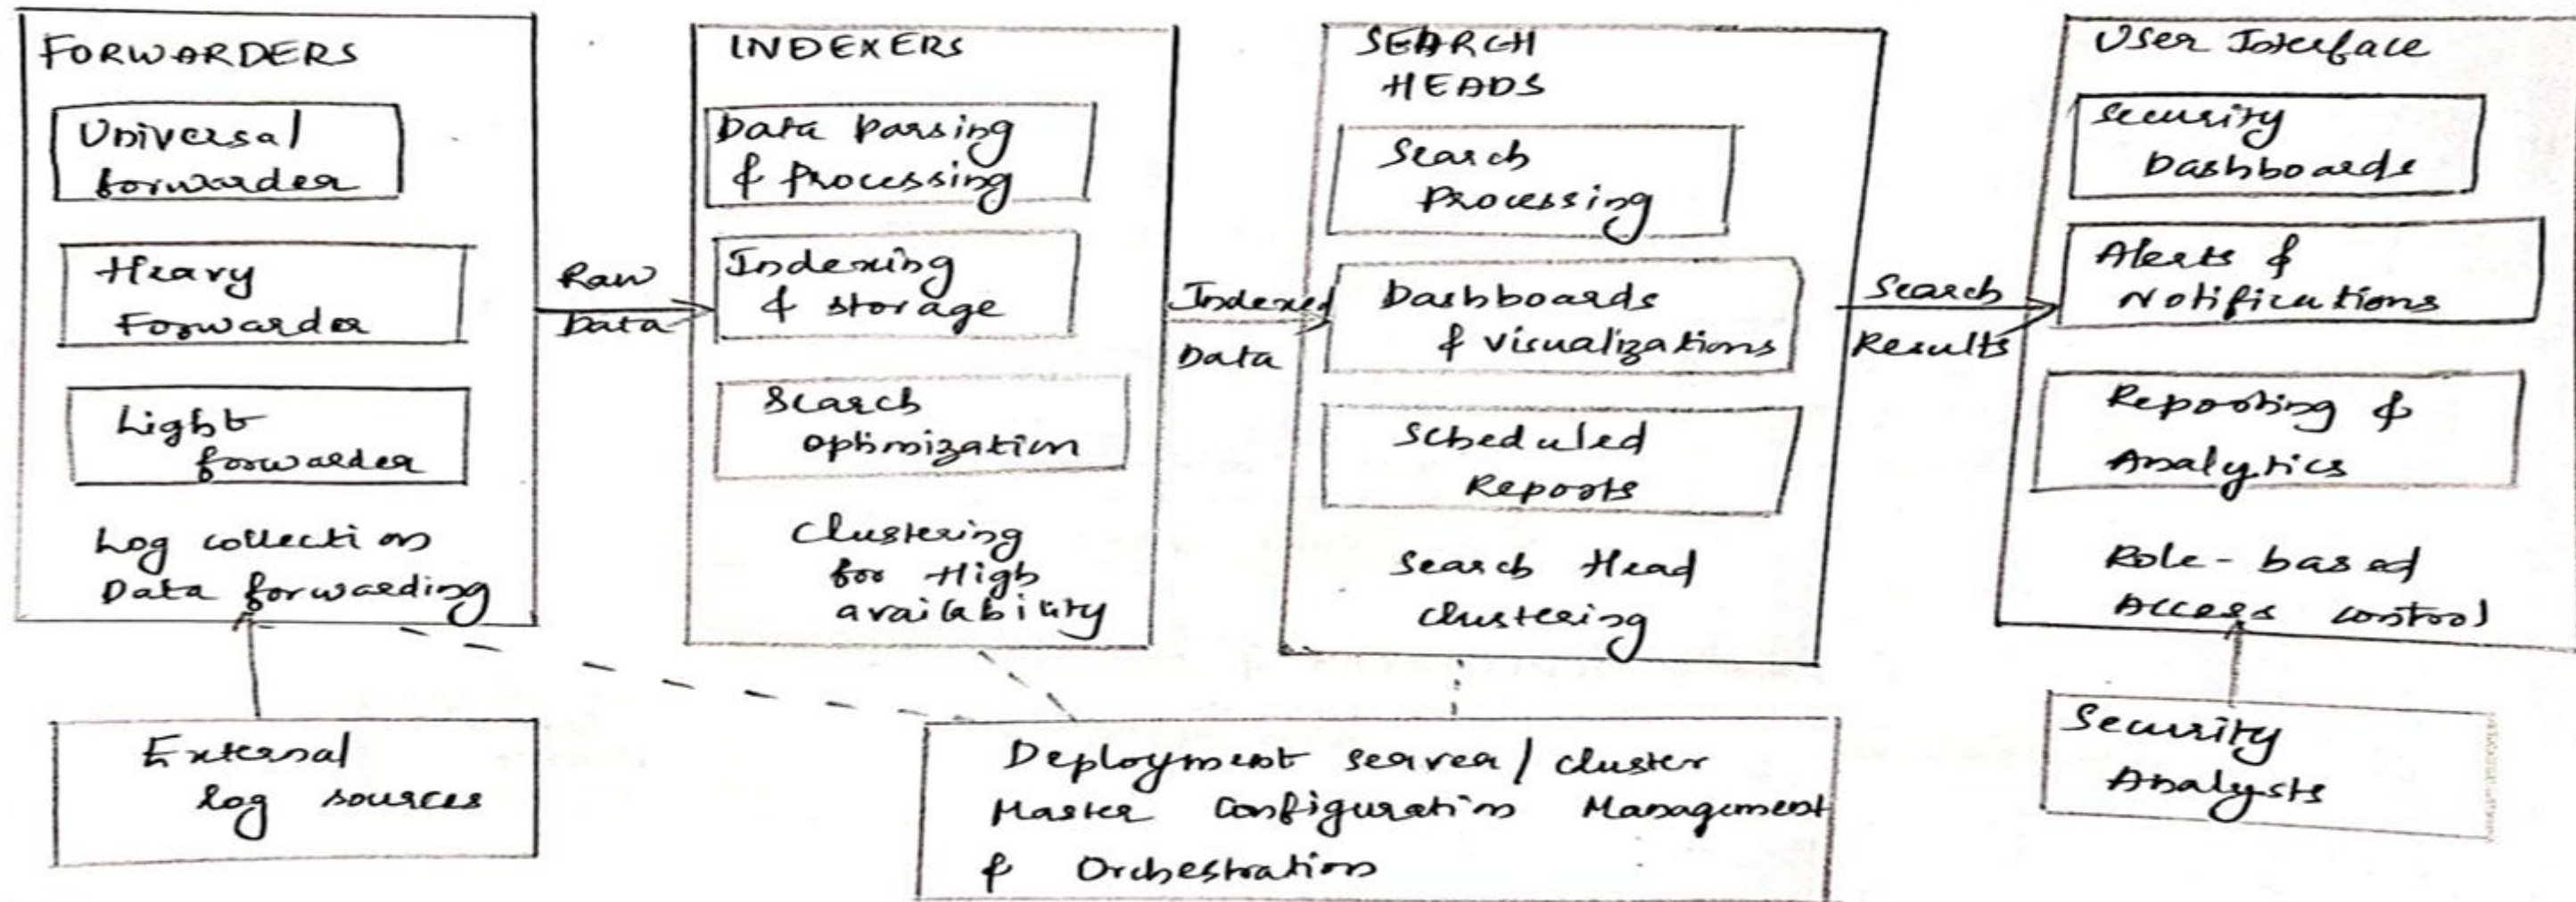 FORWARDERS
Universal
forwarder
Heavy
Forwarder
Light
forwarder
Log collection
Data forwarding
Raw
Data
INDEXERS
Data Parsing
& Processing
Indexing
& storage
Search
optimization
Clustering
for High
availability
Indexed
Data
SEARCH
HEADS
Search
Processing
Dashboards
& visualizations
Scheduled
Reports
Search Head
clustering
Search
Results
User Interface
Security
Dashboards
Alerts &
Notifications
Reporting &
Analytics
Role-based
Access control
External
log sources
Deployment server / cluster
Master Configuration Management
& Orchestration
Security
Analysts